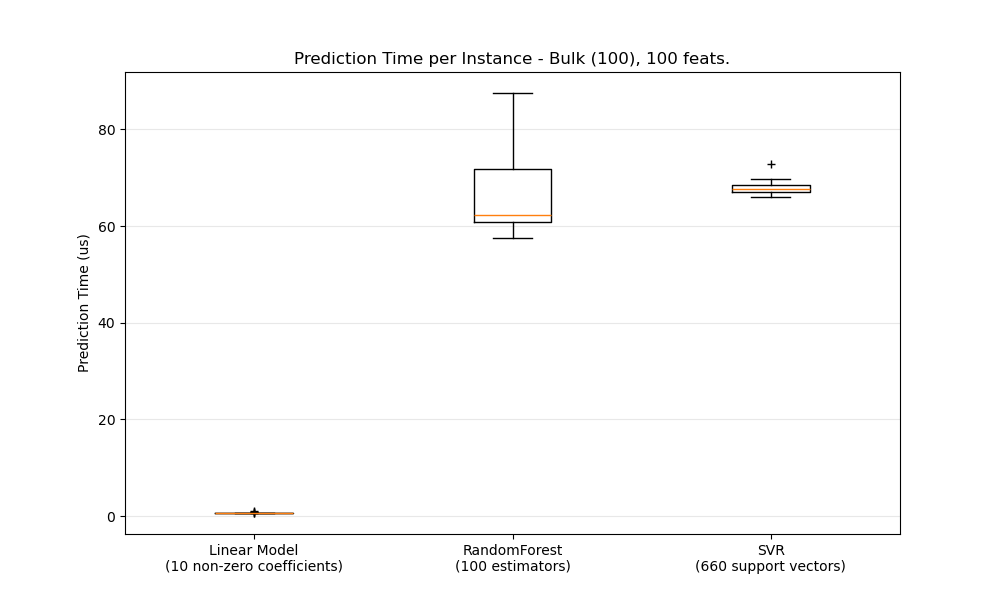 Prediction Time per Instance - Bulk (100), 100 feats.
Prediction Time (us)
80
60
40
20
0
Linear Model
(10 non-zero coefficients)
RandomForest
(100 estimators)
SVR
(660 support vectors)